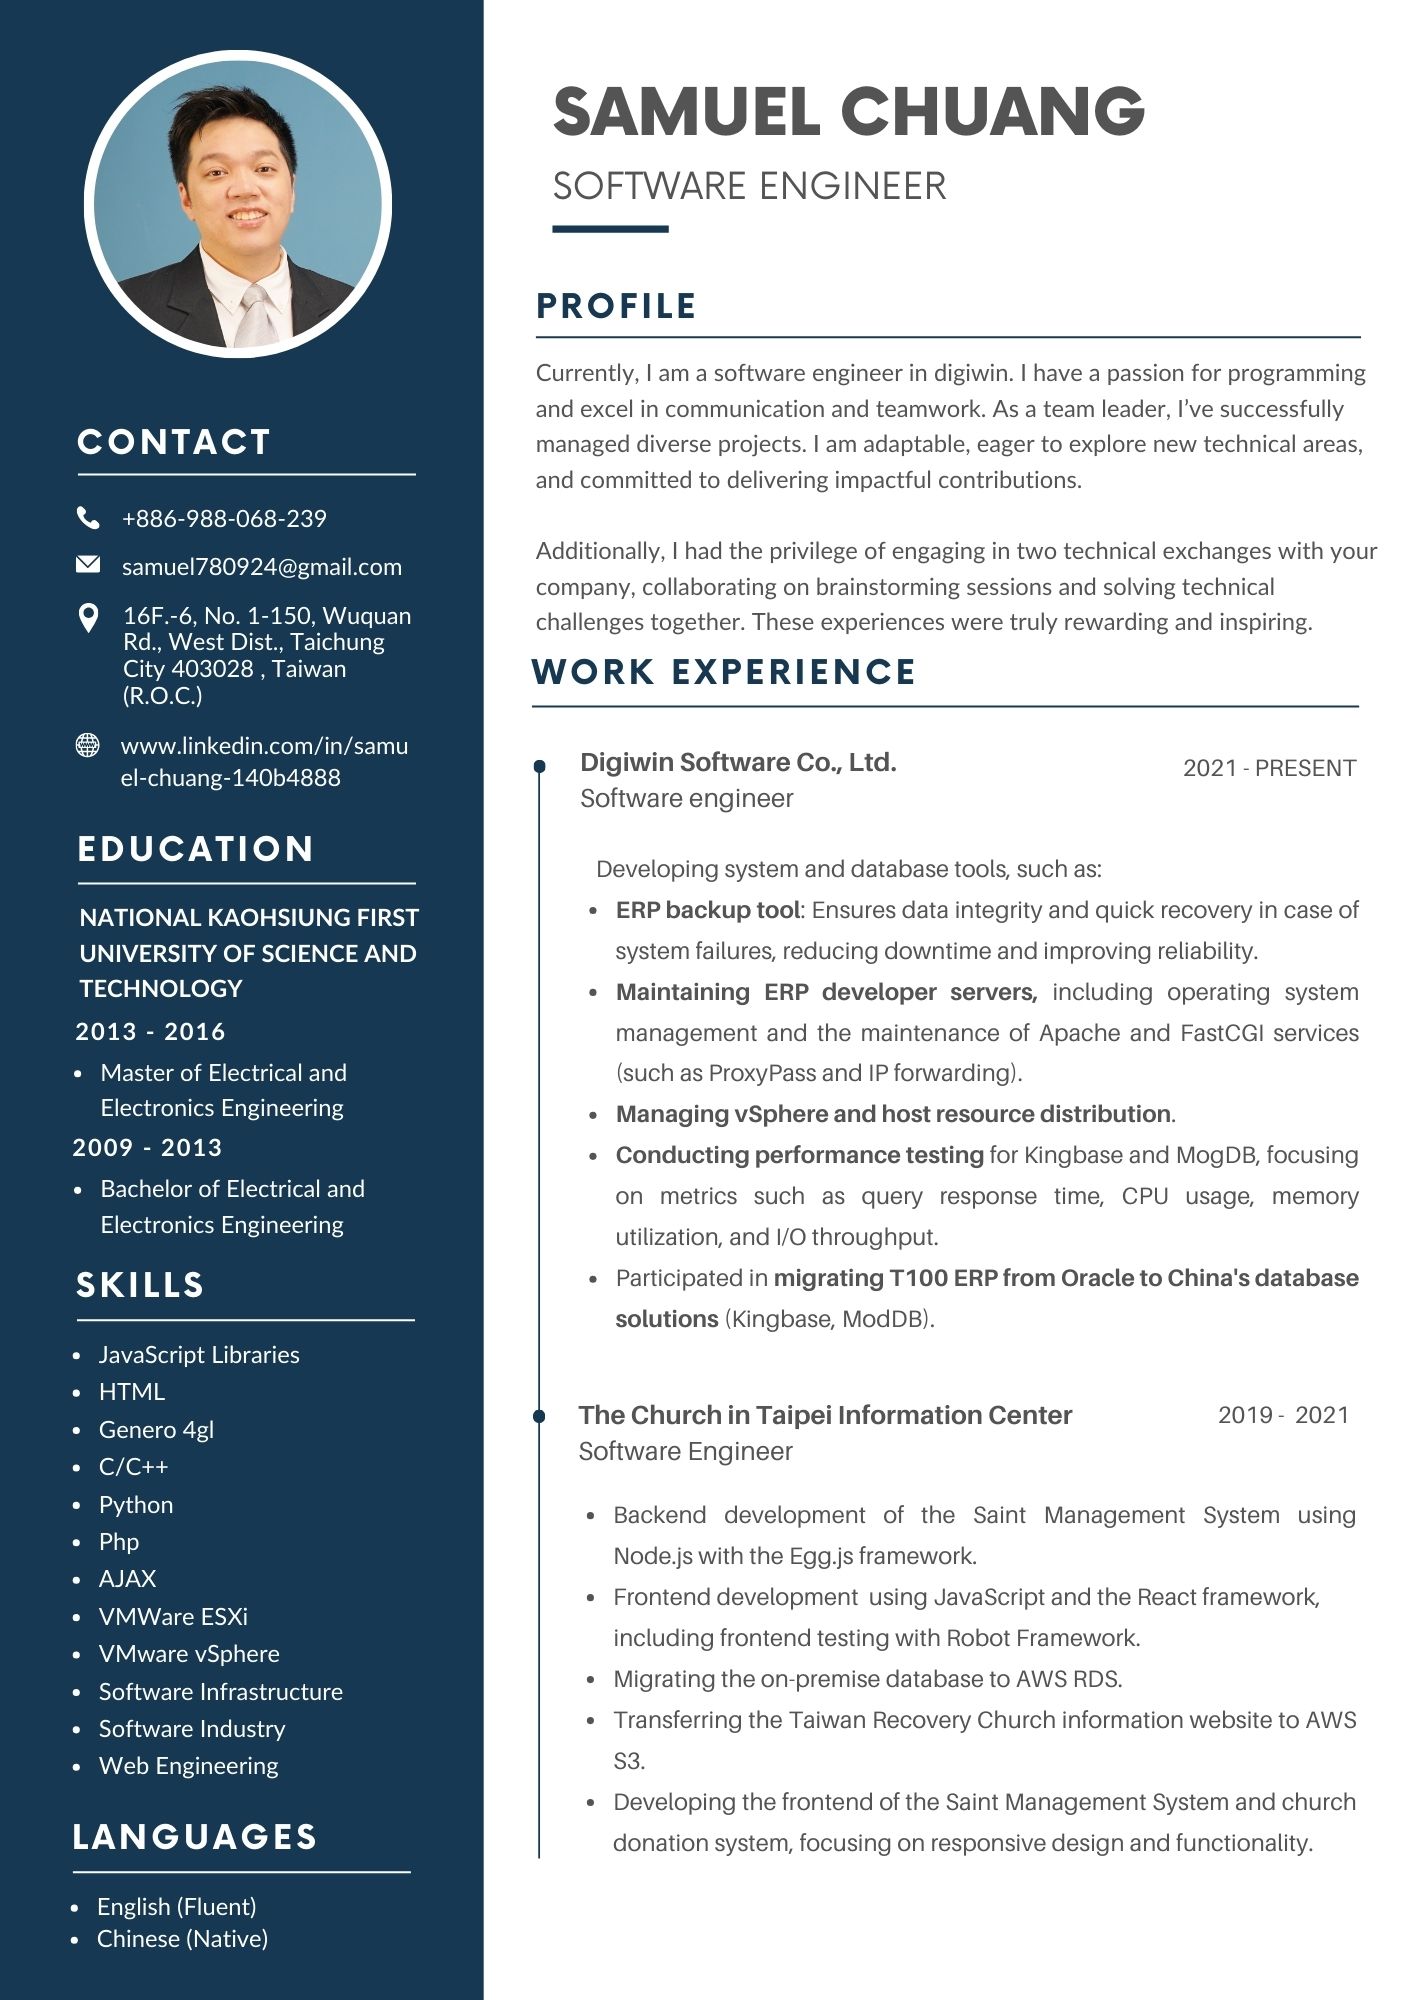 SAMUEL CHUANG
SOFTWARE ENGINEER
CONTACT
+886-988-068-239
samuel780924@gmail.com
16F.-6, No. 1-150, Wuquan
Rd., West Dist., Taichung
City 403028 , Taiwan
(R.O.C.)
www.linkedin.com/in/samu
el-chuang-140b4888
EDUCATION
NATIONAL KAOHSIUNG FIRST
UNIVERSITY OF SCIENCE AND
TECHNOLOGY
2013 - 2016
• Master of Electrical and
Electronics Engineering
2009 - 2013
• Bachelor of Electrical and
Electronics Engineering
SKILLS
• JavaScript Libraries
• HTML
• Genero 4gl
• C/C++
• Python
• Php
• AJAX
• VMWare ESXi
• VMware vSphere
• Software Infrastructure
• Software Industry
• Web Engineering
LANGUAGES
• English (Fluent)
• Chinese (Native)
PROFILE
Currently, I am a software engineer in digiwin. I have a passion for programming
and excel in communication and teamwork. As a team leader, I’ve successfully
managed diverse projects. I am adaptable, eager to explore new technical areas,
and committed to delivering impactful contributions.
Additionally, I had the privilege of engaging in two technical exchanges with your
company, collaborating on brainstorming sessions and solving technical
challenges together. These experiences were truly rewarding and inspiring.
WORK EXPERIENCE
Digiwin Software Co., Ltd. 2021 - PRESENT
Software engineer
Developing system and database tools, such as:
• ERP backup tool: Ensures data integrity and quick recovery in case of
system failures, reducing downtime and improving reliability.
• Maintaining ERP developer servers, including operating system
management and the maintenance of Apache and FastCGI services
(such as ProxyPass and IP forwarding).
• Managing vSphere and host resource distribution.
• Conducting performance testing for Kingbase and MogDB, focusing
on metrics such as query response time, CPU usage, memory
utilization, and I/O throughput.
• Participated in migrating T100 ERP from Oracle to China's database
solutions (Kingbase, ModDB).
The Church in Taipei Information Center 2019 - 2021
Software Engineer
• Backend development of the Saint Management System using
Node.js with the Egg.js framework.
• Frontend development using JavaScript and the React framework,
including frontend testing with Robot Framework.
• Migrating the on-premise database to AWS RDS.
• Transferring the Taiwan Recovery Church information website to AWS
S3.
• Developing the frontend of the Saint Management System and church
donation system, focusing on responsive design and functionality.